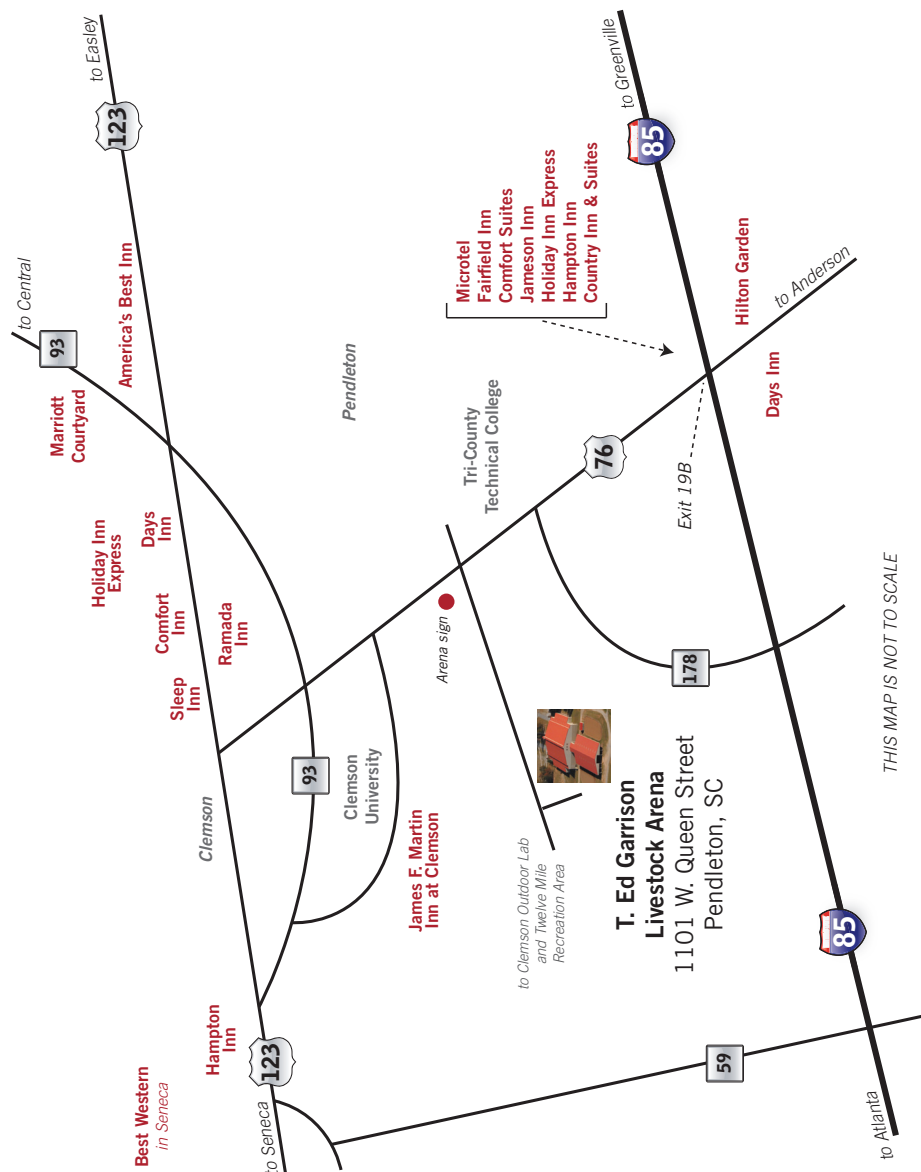 Best Western
in Seneca
to Seneca
123
Hampton
Inn
Clemson
Sleep
Inn
Comfort
Inn
Ramada
Inn
Holiday Inn
Express
Days
Inn
Marriott
Courtyard
93
to Central
America's Best Inn
123
to Easley
93
Clemson
University
James F. Martin
Inn at Clemson
Pendleton
Arena sign
Tri-County
Technical College
to Clemson Outdoor Lab
and Twelve Mile
Recreation Area
T. Ed Garrison
Livestock Arena
1101 W. Queen Street
Pendleton, SC
76
178
Microtel
Fairfield Inn
Comfort Suites
Jameson Inn
Holiday Inn Express
Hampton Inn
Country Inn & Suites
85
to Greenville
Exit 19B
Hilton Garden
Days Inn
to Anderson
59
85
to Atlanta
THIS MAP IS NOT TO SCALE